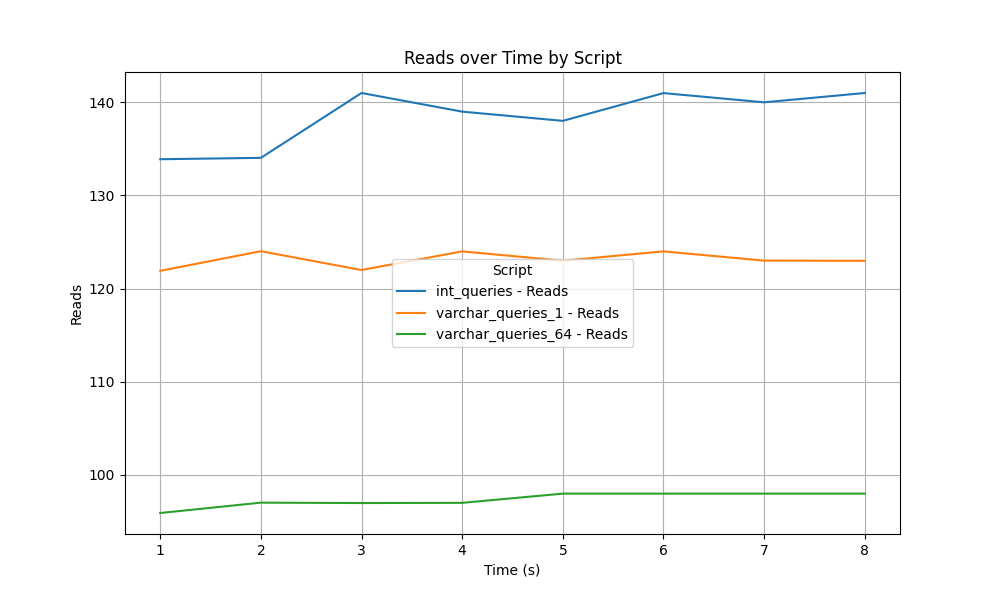 Reads over Time by Script
Reads
140
130
120
110
100
Script
int_queries - Reads
varchar_queries_1 - Reads
varchar_queries_64 - Reads
1 2 3 4 5 6 7 8
Time (s)